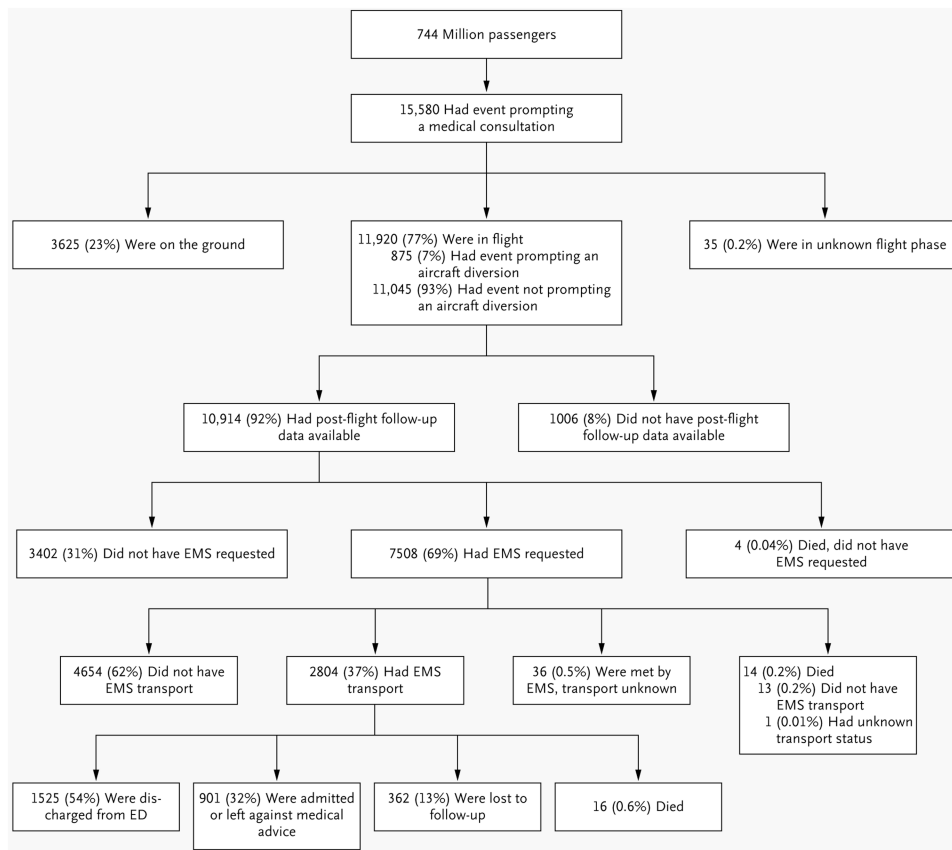 744 Million passengers
15,580 Had event prompting
a medical consultation
3625 (23%) Were on the ground
11,920 (77%) Were in flight
875 (7%) Had event prompting an
aircraft diversion
11,045 (93%) Had event not prompting
an aircraft diversion
35 (0.2%) Were in unknown flight phase
10,914 (92%) Had post-flight follow-up
data available
1006 (8%) Did not have post-flight
follow-up data available
3402 (31%) Did not have EMS requested
7508 (69%) Had EMS requested
4 (0.04%) Died, did not have
EMS requested
4654 (62%) Did not have
EMS transport
2804 (37%) Had EMS
transport
36 (0.5%) Were met by
EMS, transport unknown
14 (0.2%) Died
13 (0.2%) Did not have
EMS transport
1 (0.01%) Had unknown
transport status
1525 (54%) Were dis-
charged from ED
901 (32%) Were admitted
or left against medical
advice
362 (13%) Were lost to
follow-up
16 (0.6%) Died